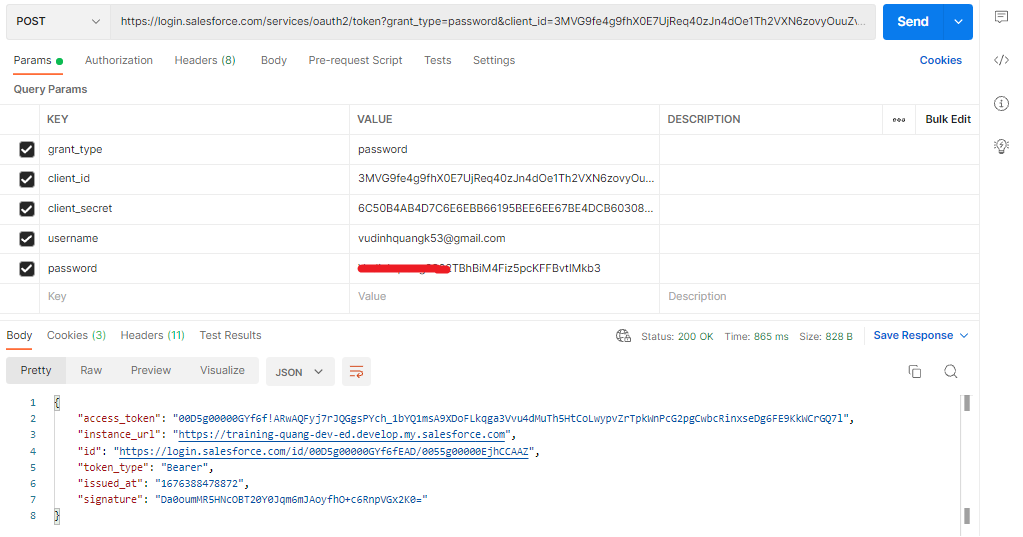 POST https://login.salesforce.com/services/oauth2/token?grant_type=password&client_id=3MVG9fe4g9fhX0E7UjReq40zJn4dOe1Th2VXN6zovyOuuZv... Send
Params Authorization Headers (8) Body Pre-request Script Tests Settings Cookies
Query Params
KEY VALUE DESCRIPTION ooo Bulk Edit
grant_type password
client_id 3MVG9fe4g9fhX0E7UjReq40zJn4dOe1Th2VXN6zovyOu...
client_secret 6C50B4AB4D7C6E6EBB66195BEE6EE67BE4DCB60308...
username vudinhquangk53@gmail.com
password TBhBiM4Fiz5pcKFFBvtIMkb3
Key Value Description
Body Cookies (3) Headers (11) Test Results Status: 200 OK Time: 865 ms Size: 828 B Save Response
Pretty Raw Preview Visualize JSON
1 {
2 "access_token": "00D5g00000GYf6f!ARwAQFyj7rJQGgsPYch_1bYQ1msA9XDoFLkqga3Vvu4dMuTh5HtCoLwypvZrTpkWnPcG2pgCwbcRinxseDg6FE9KkWCrGQ7l",
3 "instance_url": "https://training-quang-dev-ed.develop.my.salesforce.com",
4 "id": "https://login.salesforce.com/id/00D5g00000GYf6fEAD/0055g00000EjhCCAAZ",
5 "token_type": "Bearer",
6 "issued_at": "1676388478872",
7 "signature": "Da0oumMR5HNcOBT20Y0Jqm6mJAoyfhO+c6RnpVGx2K0="
8 }